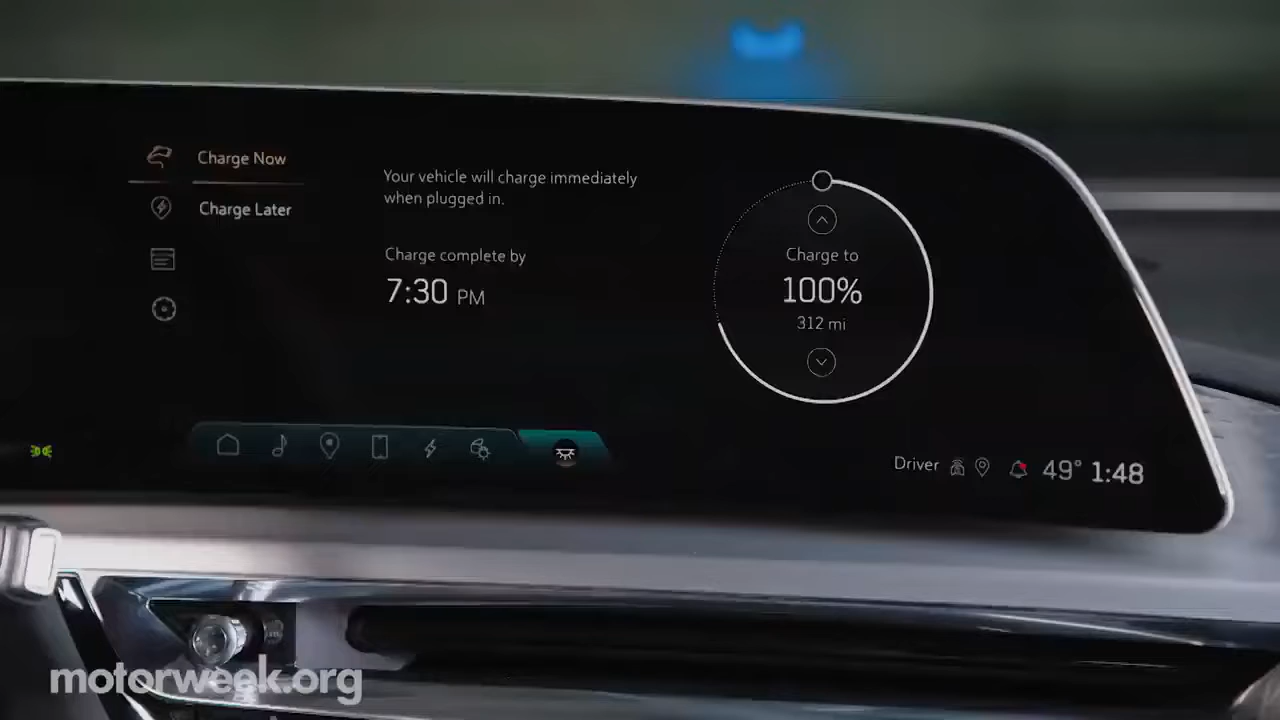 Charge Now
Charge Later
Your vehicle will charge immediately
when plugged in.
Charge complete by
7:30 PM
Charge to
100%
312 mi
Driver 49° 1:48
motorweek.org